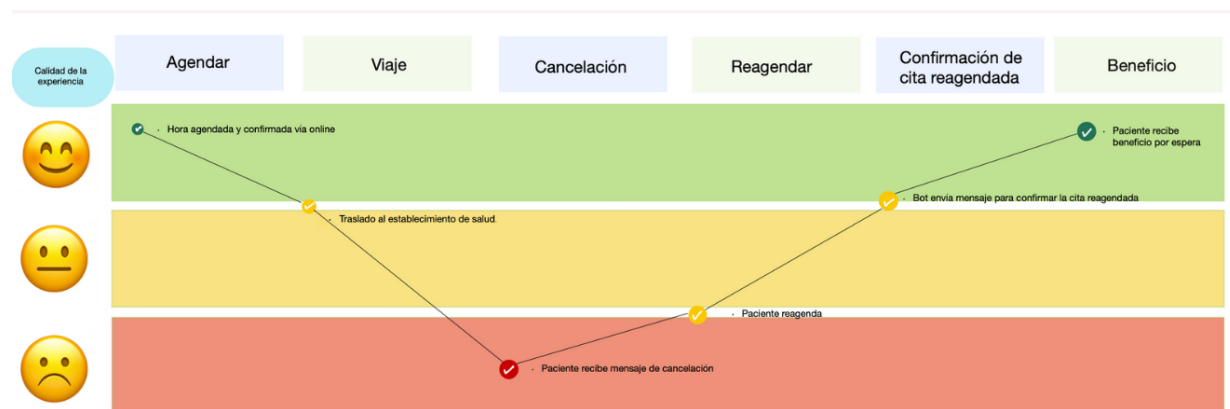 Calidad de la
experiencia
Agendar
Viaje
Cancelación
Reagendar
Confirmación de
cita reagendada
Beneficio
· Hora agendada y confirmada via online
· Paciente recibe
beneficio por espera
· Bot envia mensaje para confirmar la cita reagendada
· Traslado al establecimiento de salud.
· Paciente reagenda
· Paciente recibe mensaje de cancelación